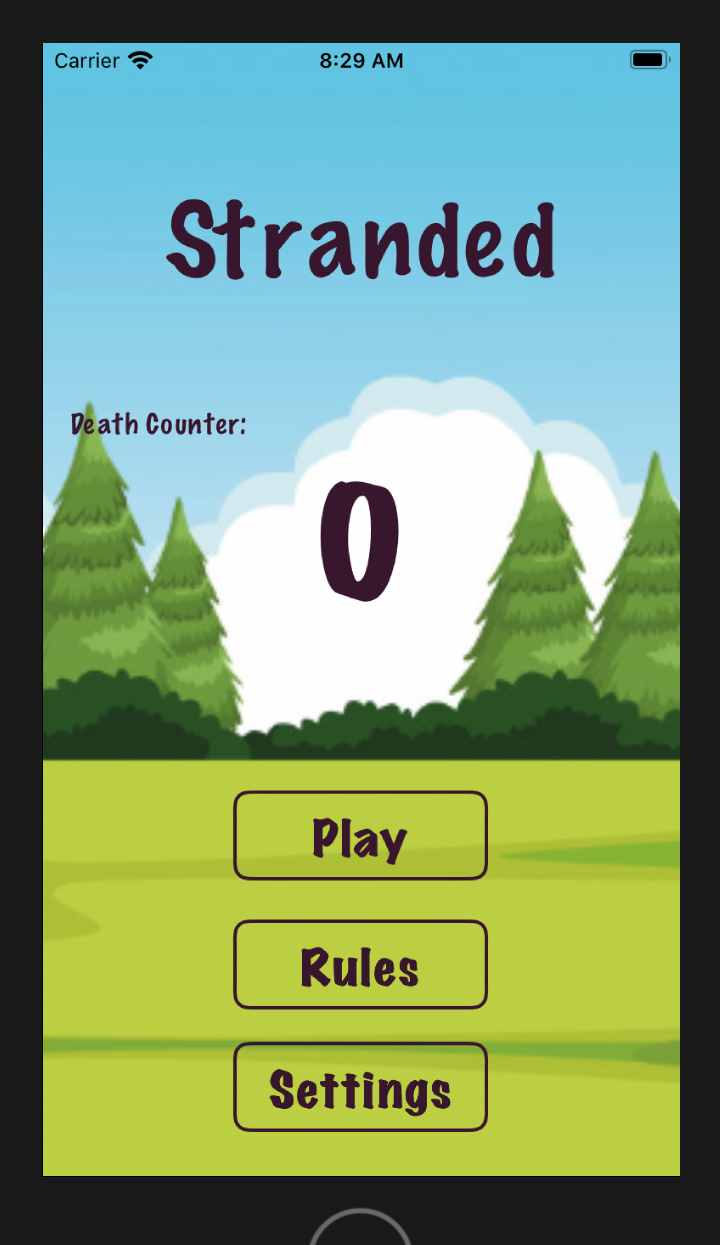 Carrier 8:29 AM
Stranded
Death Counter:
0
Play
Rules
Settings